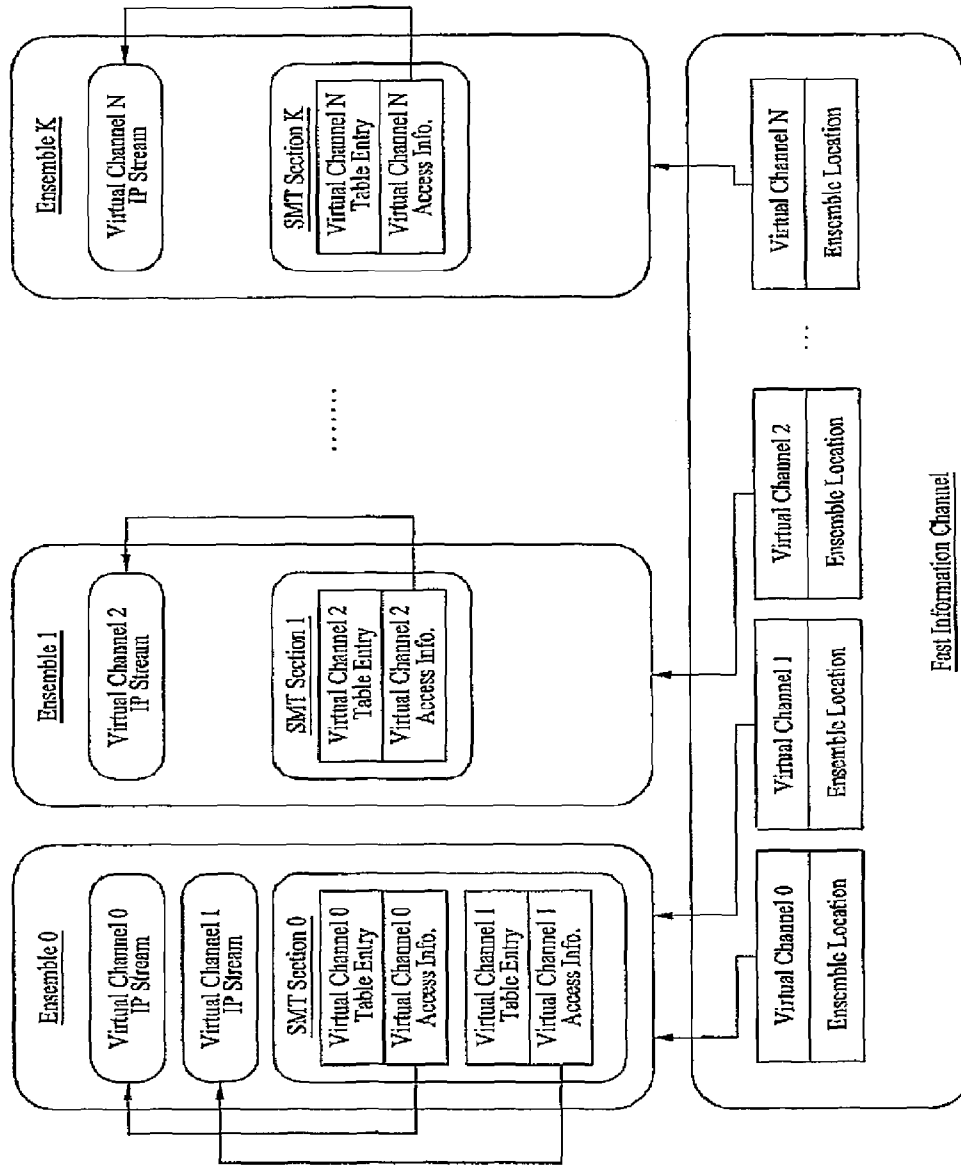 Ensemble 0
Virtual Channel 0
IP Stream
Virtual Channel 1
IP Stream
SMT Section 0
Virtual Channel 0
Table Entry
Virtual Channel 0
Access Info.
Virtual Channel 1
Table Entry
Virtual Channel 1
Access Info.
Ensemble 1
Virtual Channel 2
IP Stream
SMT Section 1
Virtual Channel 2
Table Entry
Virtual Channel 2
Access Info.
.......
Ensemble K
Virtual Channel N
IP Stream
SMT Section K
Virtual Channel N
Table Entry
Virtual Channel N
Access Info.
Virtual Channel 0
Ensemble Location
Virtual Channel 1
Ensemble Location
Virtual Channel 2
Ensemble Location
...
Virtual Channel N
Ensemble Location
Fast Information Channel